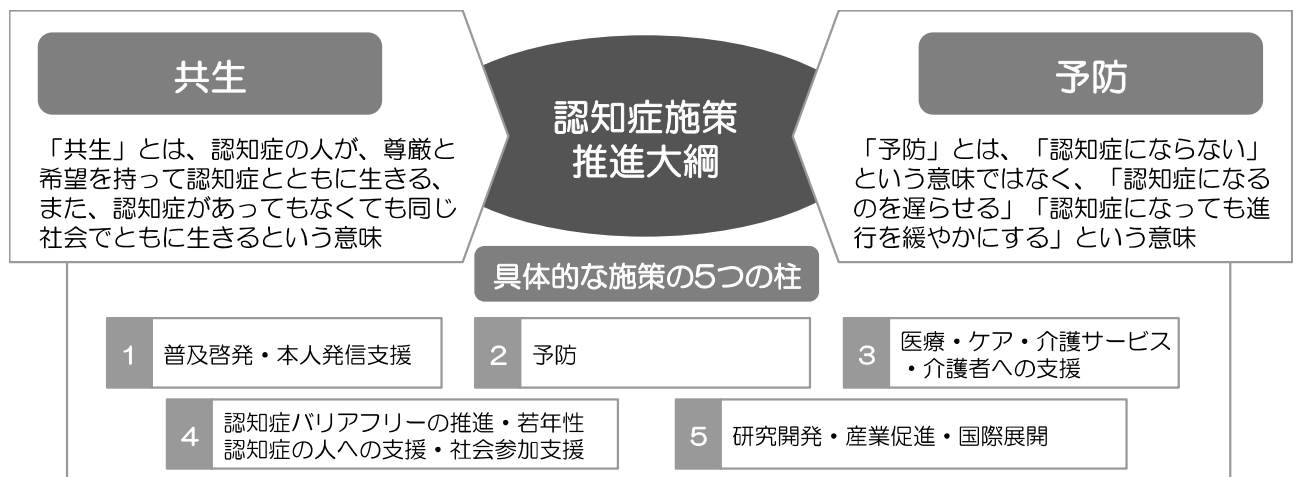 共生
「共生」とは、認知症の人が、尊厳と
希望を持って認知症とともに生きる、
また、認知症があってもなくても同じ
社会でともに生きるという意味
認知症施策
推進大綱
予防
「予防」とは、「認知症にならない」
という意味ではなく、「認知症になる
のを遅らせる」「認知症になっても進
行を緩やかにする」という意味
具体的な施策の5つの柱
1 普及啓発・本人発信支援
2 予防
3 医療・ケア・介護サービス
・介護者への支援
4 認知症バリアフリーの推進・若年性
認知症の人への支援・社会参加支援
5 研究開発・産業促進・国際展開